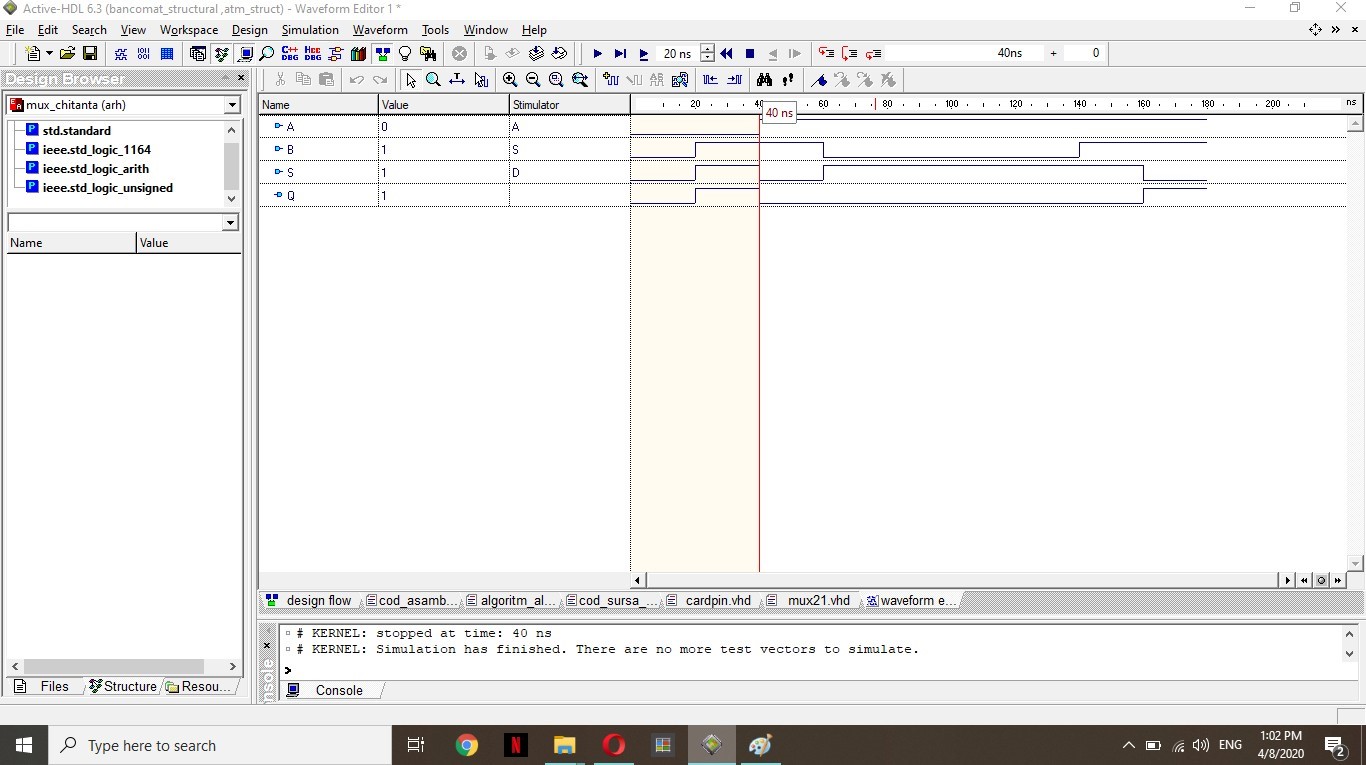 Active-HDL 6.3 (bancomat_structural ,atm_struct) - Waveform Editor 1 *
File Edit Search View Workspace Design Simulation Waveform Tools Window Help
C++ DBG HDL DBG 20 ns 40ns + 0
Design Browser
mux_chitanta (arh)
std.standard
ieee.std_logic_1164
ieee.std_logic_arith
ieee.std_logic_unsigned
Name Value
Name Value Stimulator 20 40 60 80 100 120 140 160 180 200 ns
40 ns
A 0 A
B 1 S
S 1 D
Q 1
Files Structure Resou...
design flow cod_asamb... algoritm_al... cod_sursa_... cardpin.vhd mux21.vhd waveform e...
# KERNEL: stopped at time: 40 ns
# KERNEL: Simulation has finished. There are no more test vectors to simulate.
>
Console
Type here to search
ENG 1:02 PM
4/8/2020
2